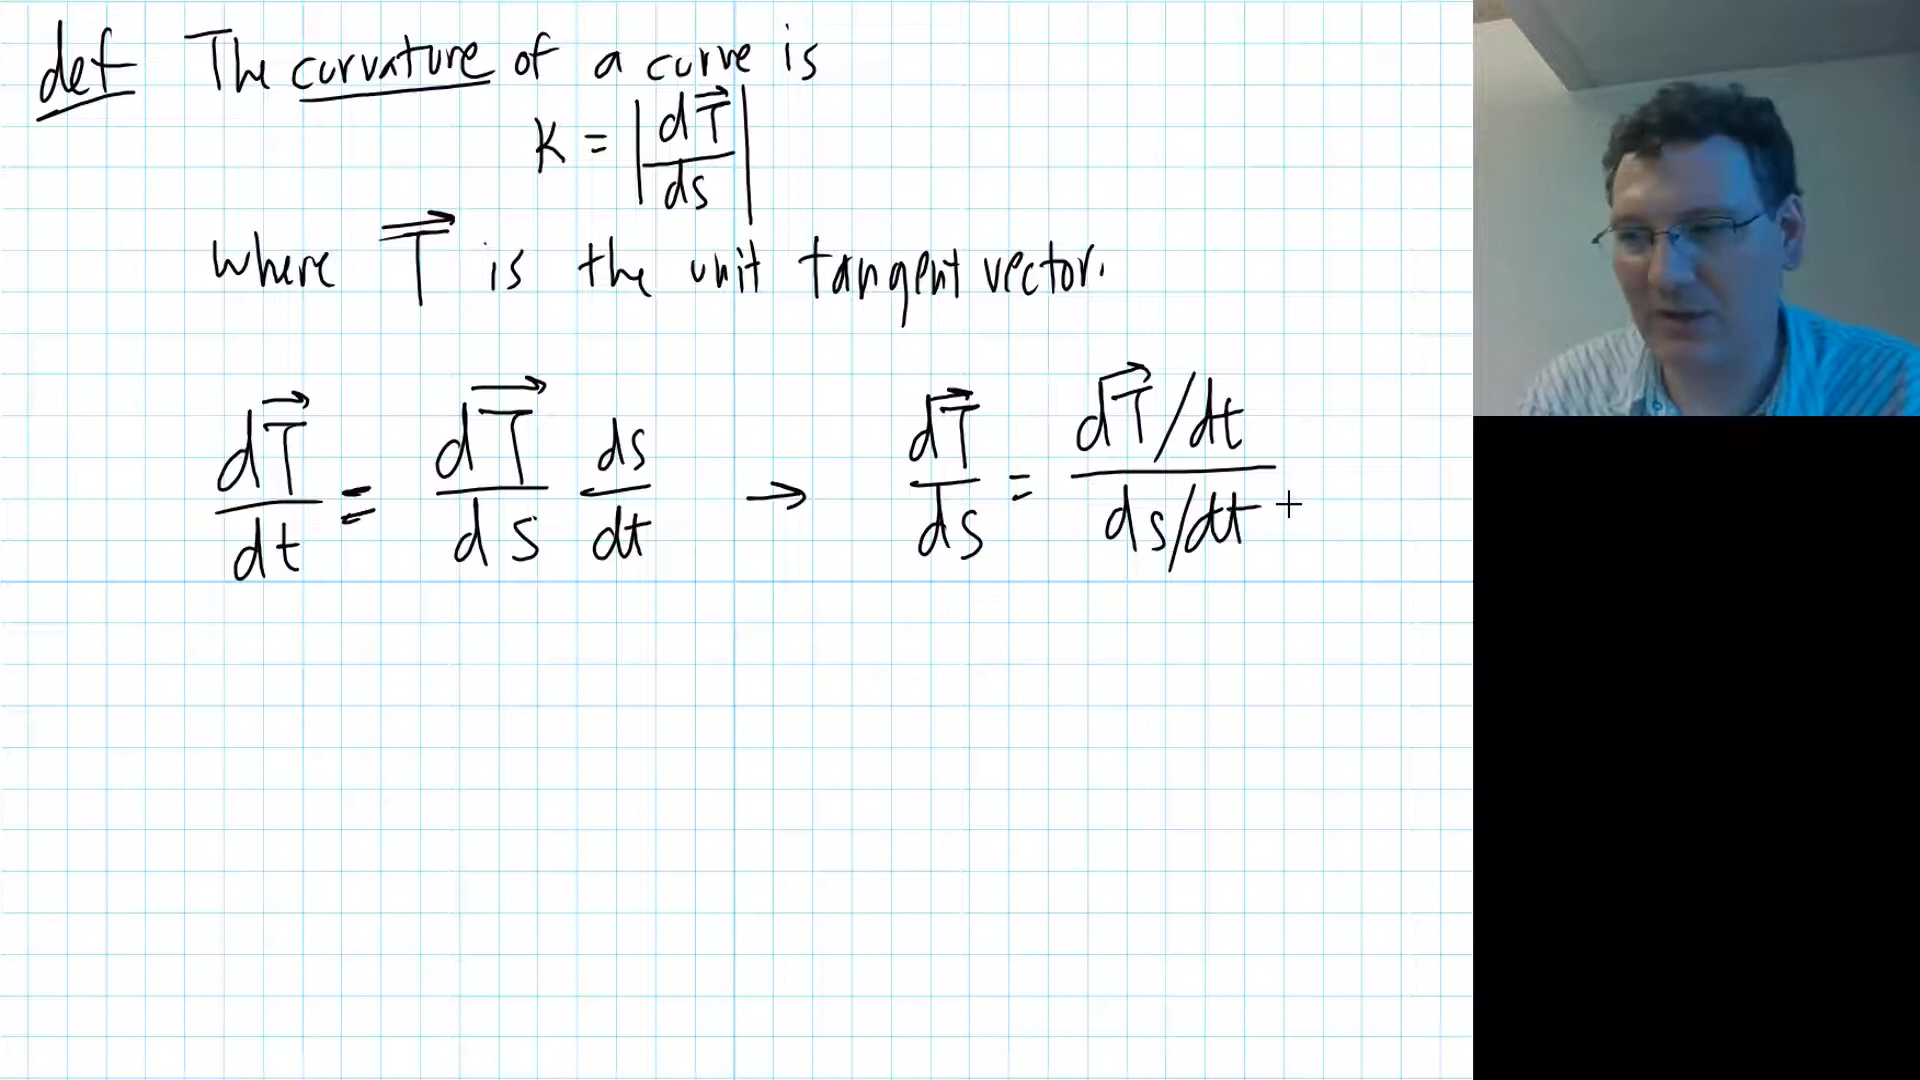 def The curvature of a curve is
K = |dT⃗/ds|
where T⃗ is the unit tangent vector.
dT⃗/dt = dT⃗/ds ds/dt → dT⃗/ds = (dT⃗/dt)/(ds/dt)